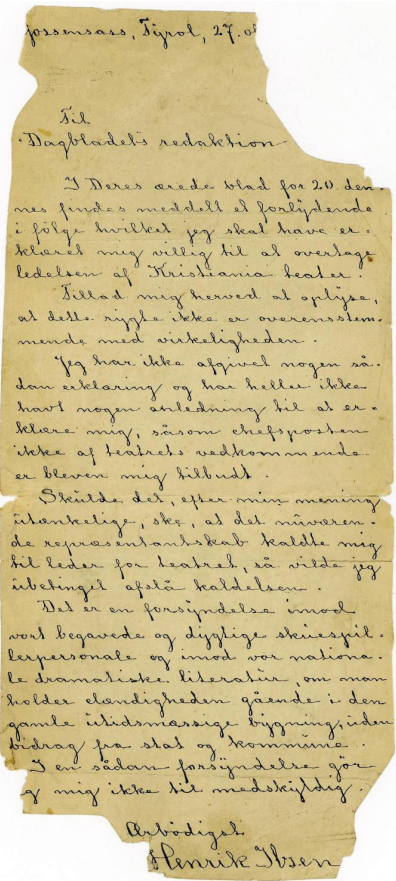 Gossensass, Tyrol, 27. ok
Til
Dagbladets redaktion
I Deres ærede blad for 20 den-
nes findes meddelt et forlydende
i følge hvilket jeg skal have er-
klæret mig villig til at overtage
ledelsen af Kristiania teater.
Tillad mig herved at oplyse,
at dette rygte ikke er overensstem-
mende med virkeligheden.
Jeg har ikke afgivet nogen så-
dan erklæring og har heller ikke
havt nogen anledning til at er-
klære mig, såsom chefsposten
ikke af teatrets vedkommende
er bleven mig tilbudt.
Skulde det, efter min mening
utænkelige, ske, at det nuværen-
de repræsentantskab kaldte mig
til leder for teatret, så vilde jeg
ubetinget afslå kaldelsen.
Det er en forsyndelse imod
vort begavede og dygtige skuespil-
lerpersonale og imod vor nationa-
le dramatiske literatur, om man
holder elendigheden gående i den
gamle utidsmæssige bygning, uden
bidrag fra stat og kommune.
I en sådan forsyndelse gør
g mig ikke til medskyldig.
Ærbødigst
Henrik Ibsen